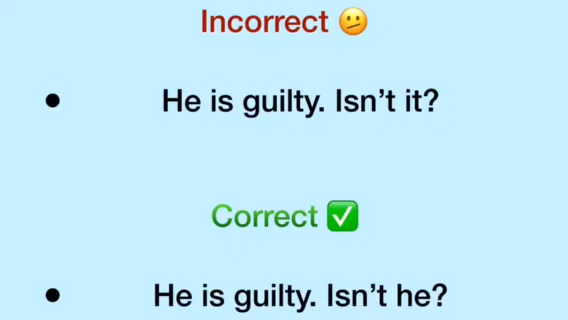 Incorrect 🫤
• He is guilty. Isn’t it?
Correct ✅
• He is guilty. Isn’t he?